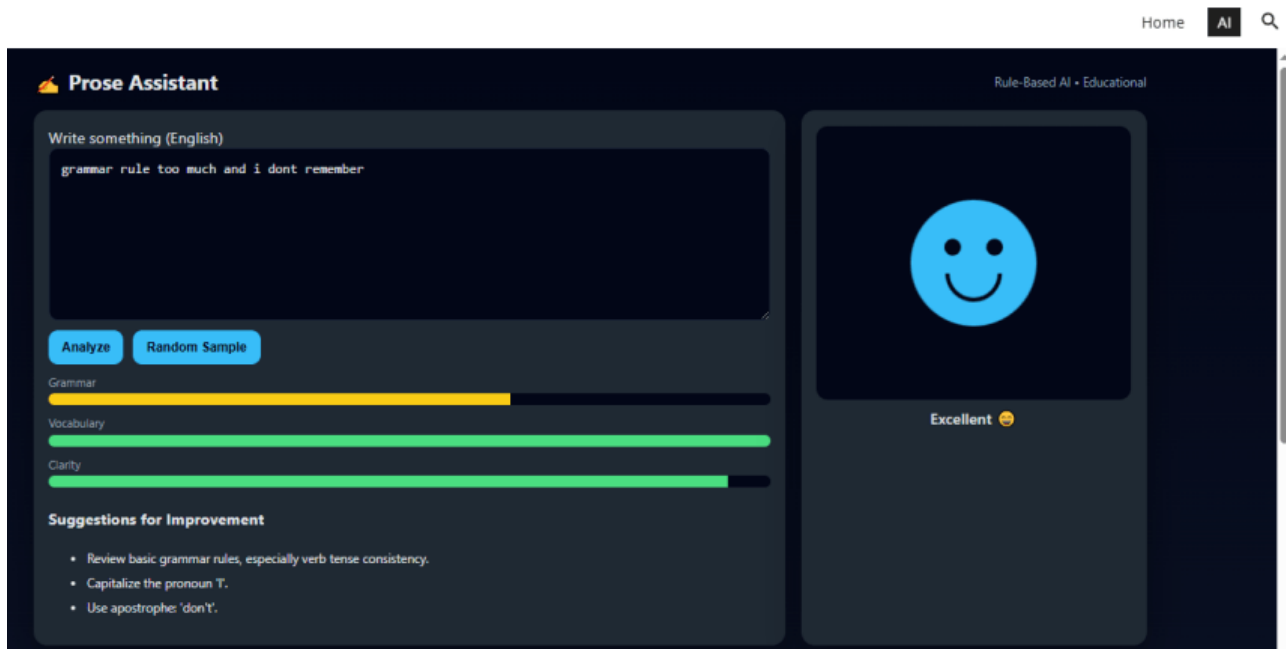 Home AI
✍️ Prose Assistant
Rule-Based AI • Educational
Write something (English)
grammar rule too much and i dont remember
Analyze Random Sample
Grammar
Vocabulary
Clarity
Suggestions for Improvement
• Review basic grammar rules, especially verb tense consistency.
• Capitalize the pronoun 'I'.
• Use apostrophe: 'don't'.
Excellent 😄